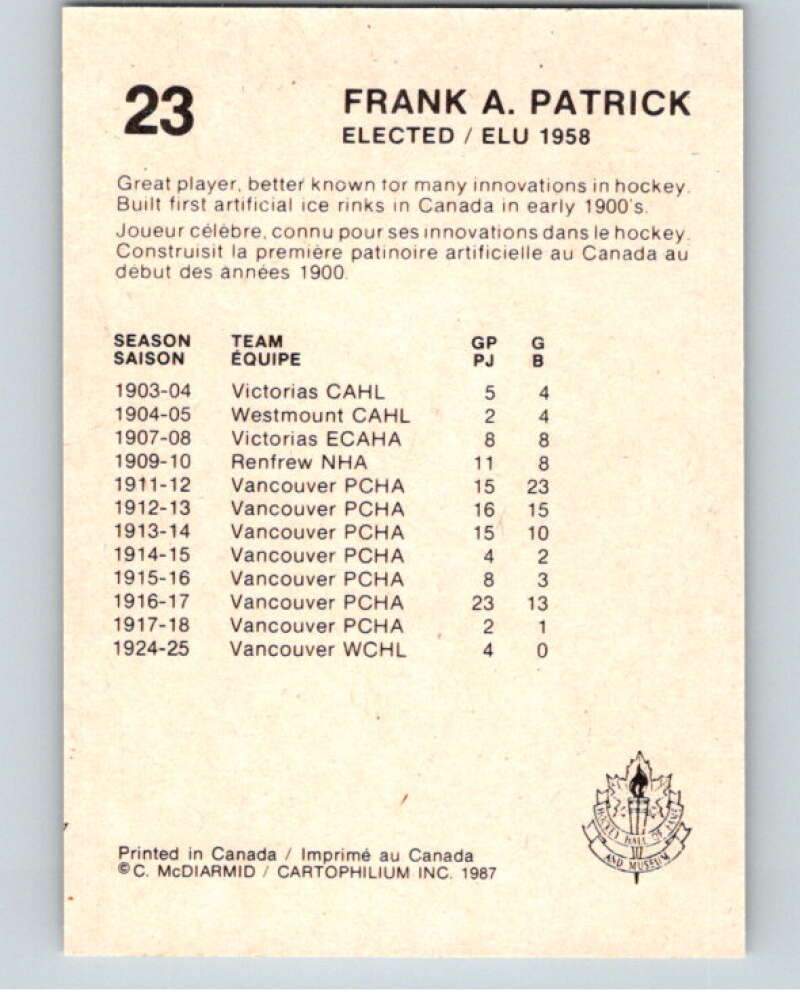 23
FRANK A. PATRICK
ELECTED / ELU 1958
Great player, better known for many innovations in hockey.
Built first artificial ice rinks in Canada in early 1900's.
Joueur célèbre, connu pour ses innovations dans le hockey.
Construisit la première patinoire artificielle au Canada au
début des années 1900.
SEASON TEAM GP G
SAISON ÉQUIPE PJ B
1903-04 Victorias CAHL 5 4
1904-05 Westmount CAHL 2 4
1907-08 Victorias ECAHA 8 8
1909-10 Renfrew NHA 11 8
1911-12 Vancouver PCHA 15 23
1912-13 Vancouver PCHA 16 15
1913-14 Vancouver PCHA 15 10
1914-15 Vancouver PCHA 4 2
1915-16 Vancouver PCHA 8 3
1916-17 Vancouver PCHA 23 13
1917-18 Vancouver PCHA 2 1
1924-25 Vancouver WCHL 4 0
HOCKEY HALL OF FAME
AND MUSEUM
Printed in Canada / Imprimé au Canada
© C. McDIARMID / CARTOPHILIUM INC. 1987